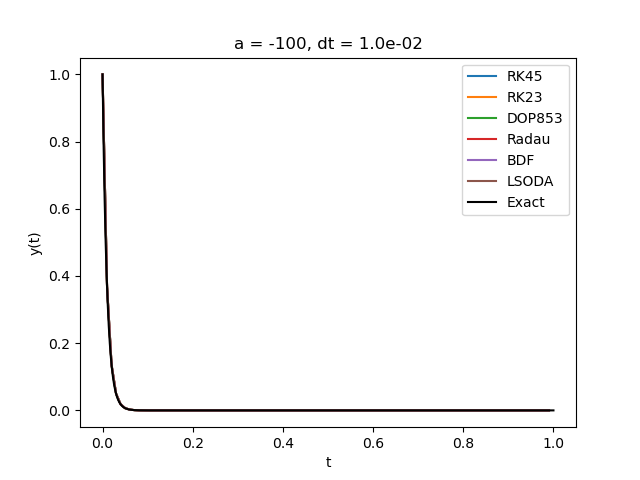 a = -100, dt = 1.0e-02
y(t)
1.0
0.8
0.6
0.4
0.2
0.0
RK45
RK23
DOP853
Radau
BDF
LSODA
Exact
0.0 0.2 0.4 0.6 0.8 1.0
t